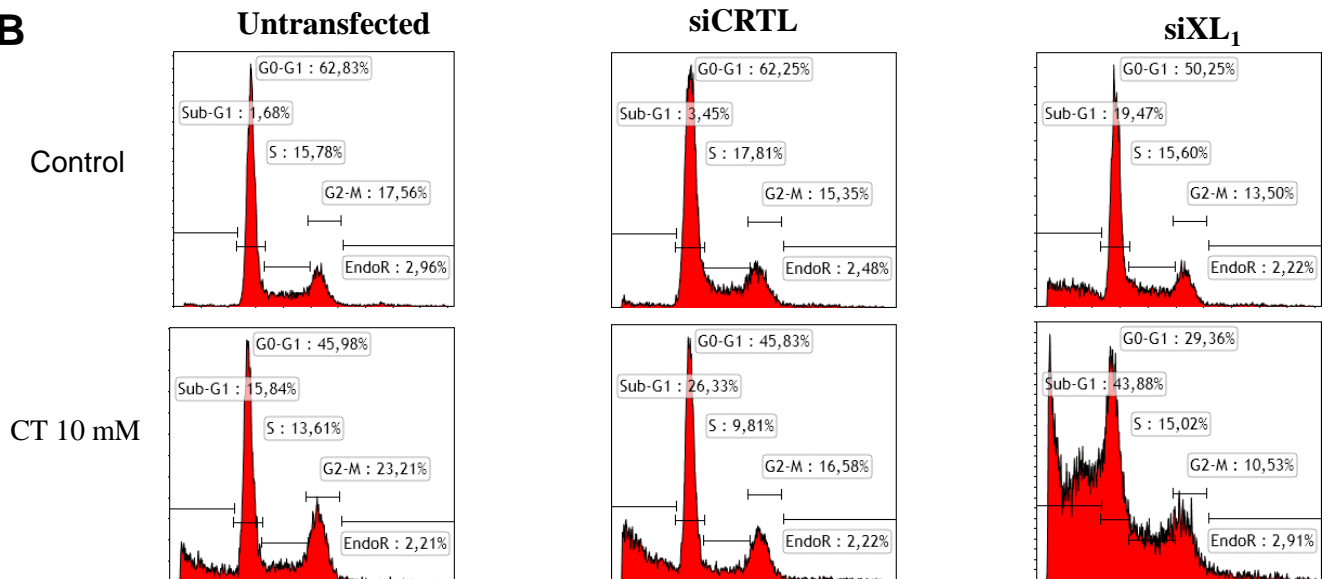 B
Untransfected
siCRTL
siXL1
Control
G0-G1 : 62,83%
Sub-G1 : 1,68%
S : 15,78%
G2-M : 17,56%
EndoR : 2,96%
G0-G1 : 62,25%
Sub-G1 : 3,45%
S : 17,81%
G2-M : 15,35%
EndoR : 2,48%
G0-G1 : 50,25%
Sub-G1 : 19,47%
S : 15,60%
G2-M : 13,50%
EndoR : 2,22%
CT 10 mM
G0-G1 : 45,98%
Sub-G1 : 15,84%
S : 13,61%
G2-M : 23,21%
EndoR : 2,21%
G0-G1 : 45,83%
Sub-G1 : 26,33%
S : 9,81%
G2-M : 16,58%
EndoR : 2,22%
G0-G1 : 29,36%
Sub-G1 : 43,88%
S : 15,02%
G2-M : 10,53%
EndoR : 2,91%